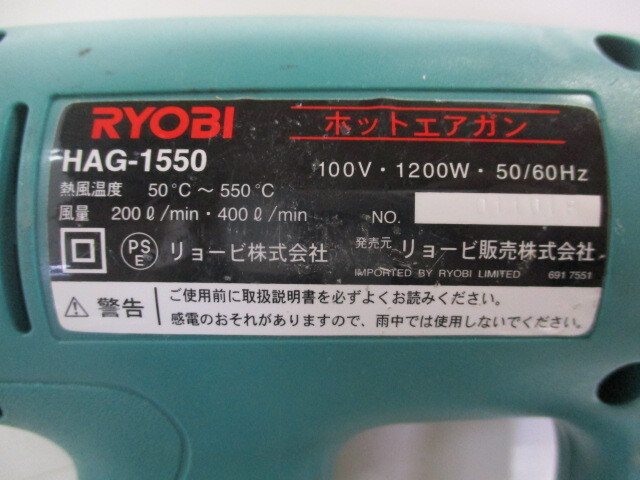 RYOBI ホットエアガン
HAG-1550 100V・1200W・50/60Hz
熱風温度 50°C～550°C
風量 200ℓ/min・400ℓ/min NO.
PS E リョービ株式会社 発売元 リョービ販売株式会社
IMPORTED BY RYOBI LIMITED 691 7551
⚠ 警告 ご使用前に取扱説明書を必ずよくお読みください。
感電のおそれがありますので、雨中では使用しないでください。